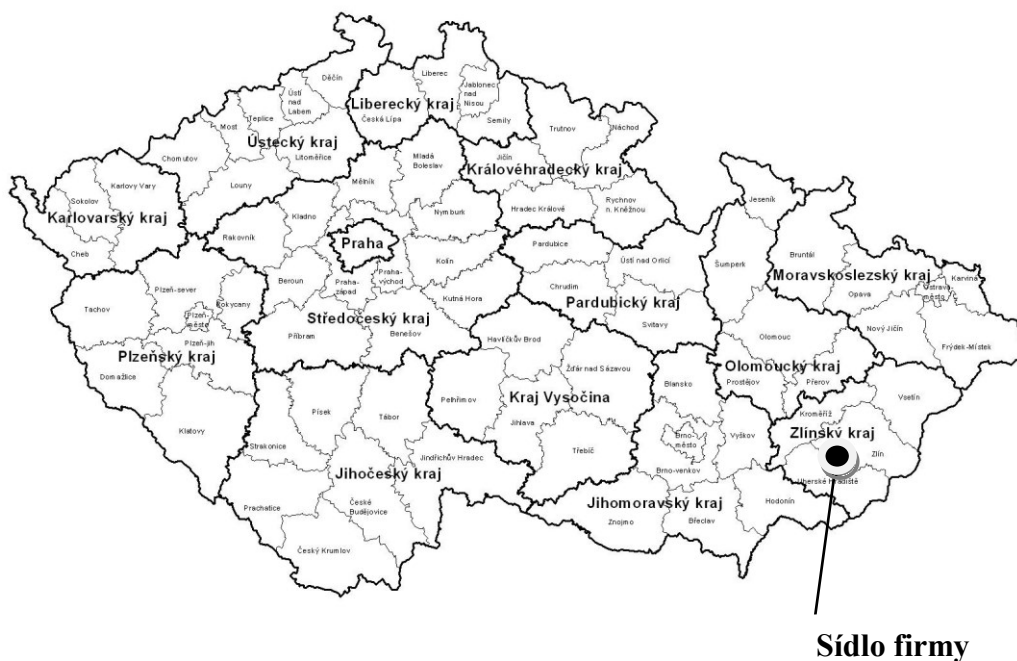 Děčín
Liberec
Ústí
nad
Labem
Jablonec
nad
Nisou
Liberecký kraj
Teplice
Česká Lípa
Semily
Most
Trutnov
Náchod
Ústecký kraj
Chomutov
Litoměřice
Mladá
Boleslav
Jičín
Královéhradecký kraj
Louny
Mělník
Karlovy Vary
Sokolov
Karlovarský kraj
Cheb
Kladno
Nymburk
Hradec Králové
Rychnov
n. Kněžnou
Jeseník
Rakovník
Praha
Pardubice
Kolín
Ústí nad Orlicí
Šumperk
Bruntál
Moravskoslezský kraj
Karviná
Ostrava
město
Opava
Plzeň-sever
Beroun
Praha-
západ
Praha-
východ
Chrudim
Kutná Hora
Pardubický kraj
Svitavy
Tachov
Rokycany
Plzeň-
město
Středočeský kraj
Příbram
Benešov
Nový Jičín
Frýdek-Místek
Plzeň-jih
Plzeňský kraj
Havlíčkův Brod
Olomouc
Olomoucký kraj
Prostějov
Přerov
Domažlice
Žďár nad Sázavou
Blansko
Vsetín
Pelhřimov
Kraj Vysočina
Písek
Tábor
Jihlava
Kroměříž
Zlínský kraj
Klatovy
Strakonice
Třebíč
Brno-
město
Vyškov
Zlín
Jindřichův Hradec
Jihočeský kraj
Brno-venkov
Uherské Hradiště
Prachatice
České
Budějovice
Jihomoravský kraj
Hodonín
Znojmo
Břeclav
Český Krumlov
Sídlo firmy